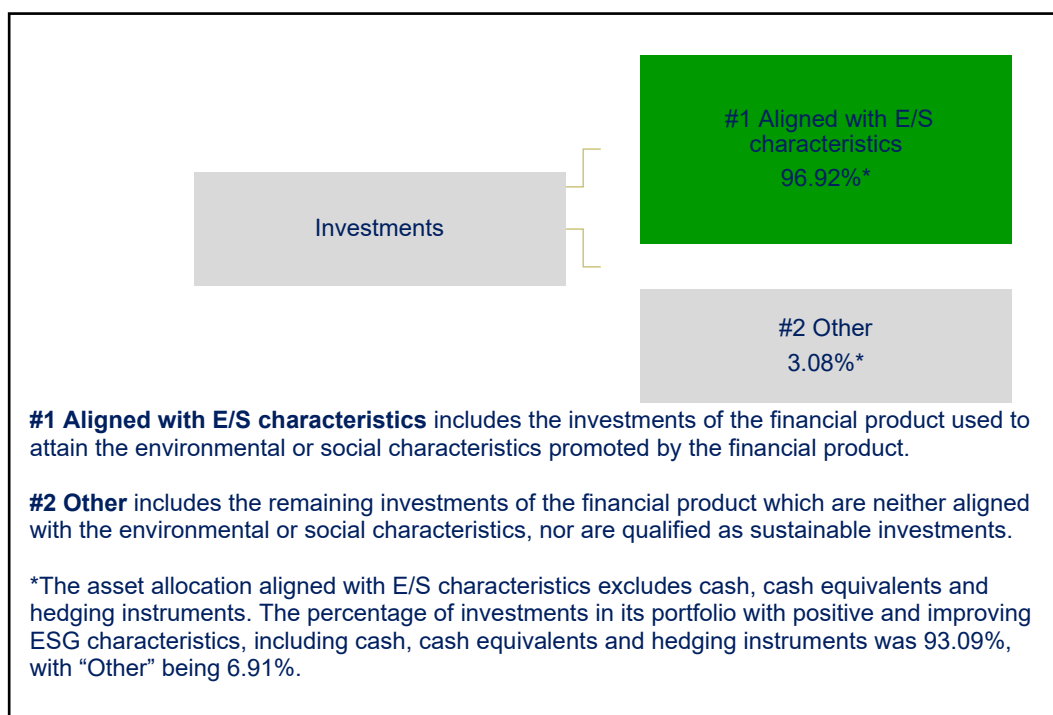 #1 Aligned with E/S
characteristics
96.92%*
Investments
#2 Other
3.08%*
#1 Aligned with E/S characteristics includes the investments of the financial product used to
attain the environmental or social characteristics promoted by the financial product.
#2 Other includes the remaining investments of the financial product which are neither aligned
with the environmental or social characteristics, nor are qualified as sustainable investments.
*The asset allocation aligned with E/S characteristics excludes cash, cash equivalents and
hedging instruments. The percentage of investments in its portfolio with positive and improving
ESG characteristics, including cash, cash equivalents and hedging instruments was 93.09%,
with “Other” being 6.91%.